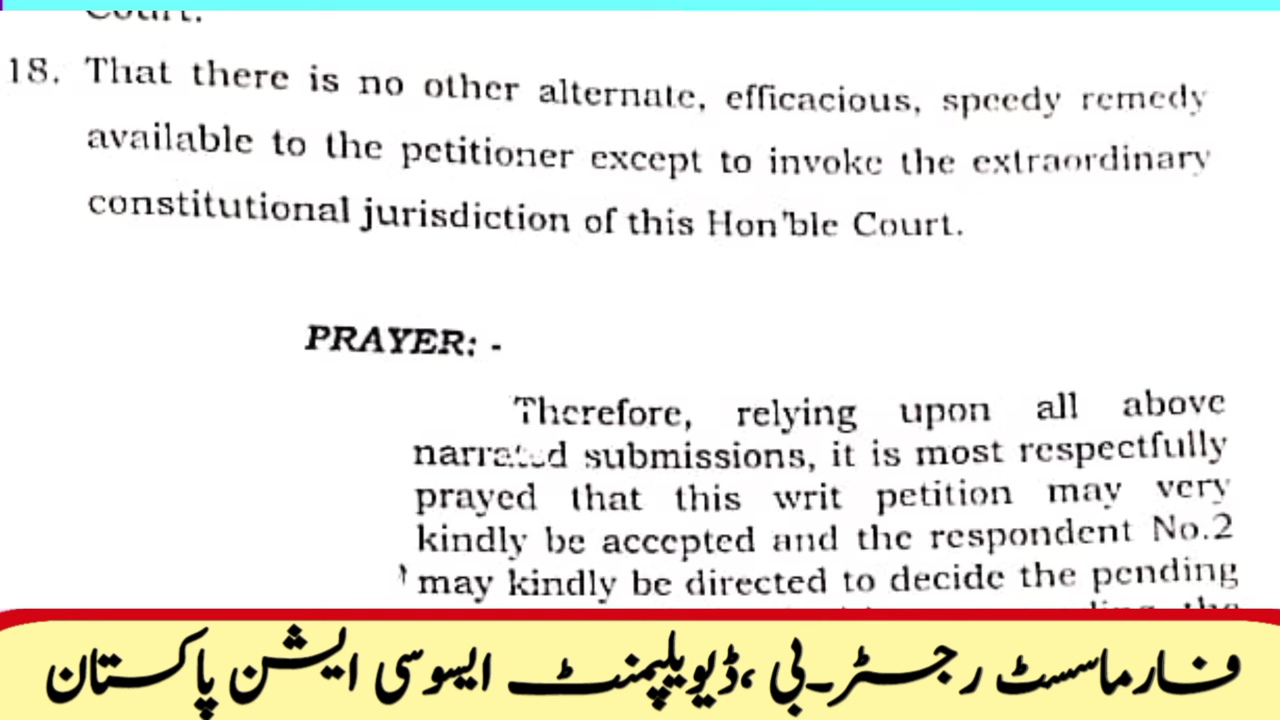 Court.
18. That there is no other alternate, efficacious, speedy remedy
available to the petitioner except to invoke the extraordinary
constitutional jurisdiction of this Hon'ble Court.
PRAYER: -
Therefore, relying upon all above
narrated submissions, it is most respectfully
prayed that this writ petition may very
kindly be accepted and the respondent No.2
may kindly be directed to decide the pending
the
فارماسسٹ رجسٹر۔بی ،ڈیویلپمنٹ ایسوسی ایشن پاکستان